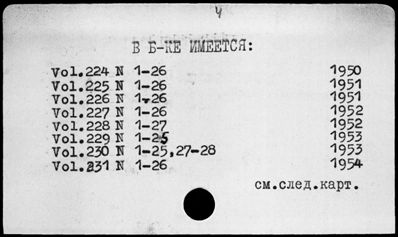 4
В Б-КЕ ИМЕЕТСЯ:
Vol.224 N 1-26 1950
Vol.225 N 1-26 1951
Vol.226 N 1-26 1951
Vol.227 N 1-26 1952
Vol.228 N 1-27 1952
Vol.229 N 1-25 1953
Vol.230 N 1-25,27-28 1953
Vol.231 N 1-26 1954
см.след.карт.